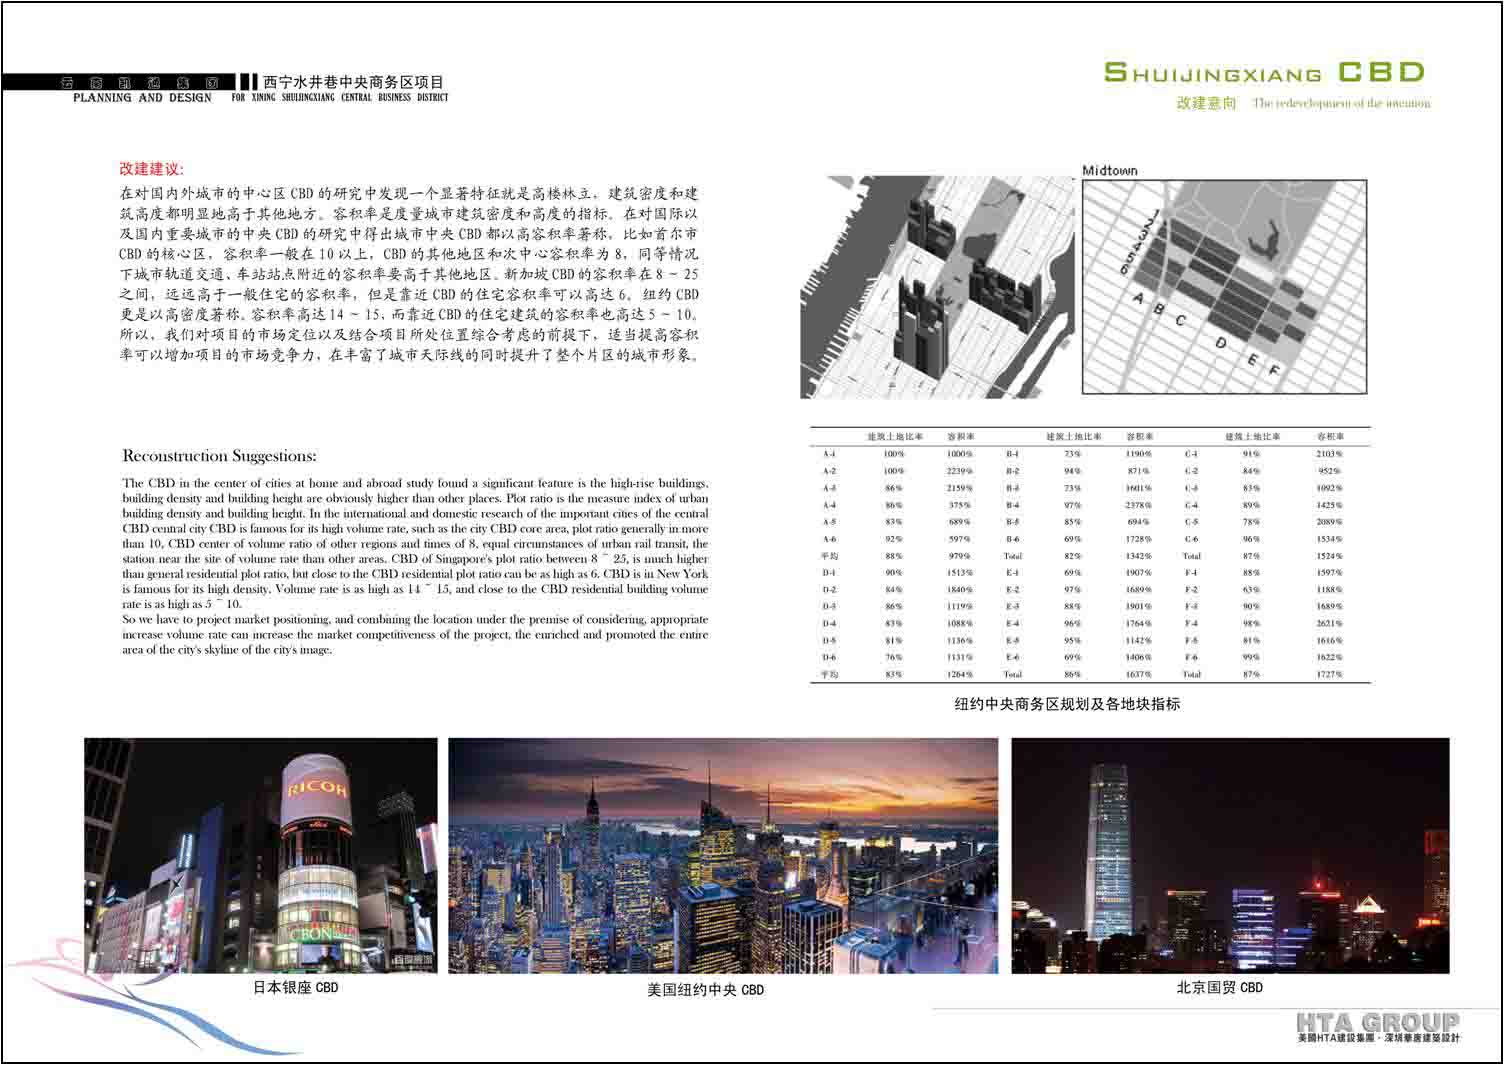 西宁水井巷中央商务区项目
PLANNING AND DESIGN FOR XINING SHUIJINGXIANG CENTRAL BUSINESS DISTRICT
SHUIJINGXIANG CBD
改建意向 The redevelopment of the intention
改建建议:
在对国内外城市的中心区 CBD 的研究中发现一个显著特征就是高楼林立，建筑密度和建
筑高度都明显地高于其他地方。容积率是度量城市建筑密度和高度的指标。在对国际以
及国内重要城市的中央 CBD 的研究中得出城市中央 CBD 都以高容积率著称，比如首尔市
CBD 的核心区，容积率一般在 10 以上，CBD 的其他地区和次中心容积率为 8，同等情况
下城市轨道交通、车站站点附近的容积率要高于其他地区。新加坡 CBD 的容积率在 8 ~ 25
之间，远远高于一般住宅的容积率，但是靠近 CBD 的住宅容积率可以高达 6。纽约 CBD
更是以高密度著称。容积率高达 14 ~ 15，而靠近 CBD 的住宅建筑的容积率也高达 5 ~ 10。
所以，我们对项目的市场定位以及结合项目所处位置综合考虑的前提下，适当提高容积
率可以增加项目的市场竞争力，在丰富了城市天际线的同时提升了整个片区的城市形象。
Reconstruction Suggestions:
The CBD in the center of cities at home and abroad study found a significant feature is the high-rise buildings,
building density and building height are obviously higher than other places. Plot ratio is the measure index of urban
building density and building height. In the international and domestic research of the important cities of the central
CBD central city CBD is famous for its high volume rate, such as the city CBD core area, plot ratio generally in more
than 10, CBD center of volume ratio of other regions and times of 8, equal circumstances of urban rail transit, the
station near the site of volume rate than other areas. CBD of Singapore's plot ratio between 8 ~ 25, is much higher
than general residential plot ratio, but close to the CBD residential plot ratio can be as high as 6. CBD is in New York
is famous for its high density. Volume rate is as high as 14 ~ 15, and close to the CBD residential building volume
rate is as high as 5 ~ 10.
So we have to project market positioning, and combining the location under the premise of considering, appropriate
increase volume rate can increase the market competitiveness of the project, the enriched and promoted the entire
area of the city's skyline of the city's image.
Midtown
1
2
3
4
5
6
A B C D E F
建筑土地比率 容积率 建筑土地比率 容积率 建筑土地比率 容积率
A-1 100% 1000% B-1 73% 1190% C-1 91% 2103%
A-2 100% 2239% B-2 94% 871% C-2 84% 952%
A-3 86% 2159% B-3 73% 1601% C-3 83% 1092%
A-4 86% 375% B-4 97% 2378% C-4 89% 1425%
A-5 83% 689% B-5 85% 694% C-5 78% 2089%
A-6 92% 597% B-6 69% 1728% C-6 96% 1534%
平均 88% 979% Total 82% 1342% Total 87% 1524%
D-1 90% 1513% E-1 69% 1907% F-1 88% 1597%
D-2 84% 1840% E-2 97% 1689% F-2 63% 1188%
D-3 86% 1119% E-3 88% 1901% F-3 90% 1689%
D-4 83% 1088% E-4 96% 1764% F-4 98% 2621%
D-5 81% 1136% E-5 95% 1142% F-5 81% 1616%
D-6 76% 1131% E-6 69% 1406% F-6 99% 1622%
平均 83% 1264% Total 86% 1637% Total 87% 1727%
纽约中央商务区规划及各地块指标
RICOH
日本银座 CBD
美国纽约中央 CBD
北京国贸 CBD
HTA GROUP
美國HTA建設集團·深圳華唐建築設計